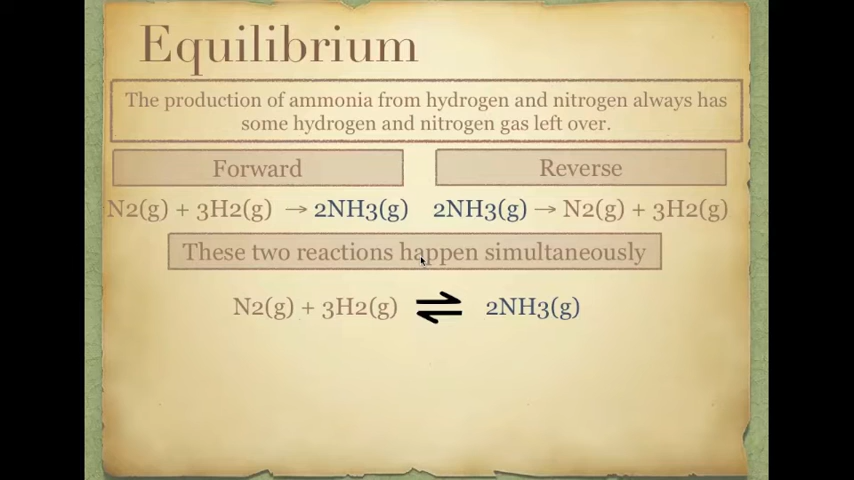 Equilibrium
The production of ammonia from hydrogen and nitrogen always has
some hydrogen and nitrogen gas left over.
Forward
Reverse
N2(g) + 3H2(g) → 2NH3(g)
2NH3(g) → N2(g) + 3H2(g)
These two reactions happen simultaneously
N2(g) + 3H2(g) ⇌ 2NH3(g)